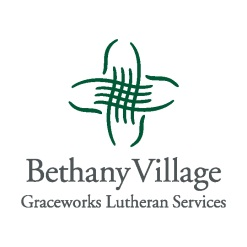 Bethany Village
Graceworks Lutheran Services